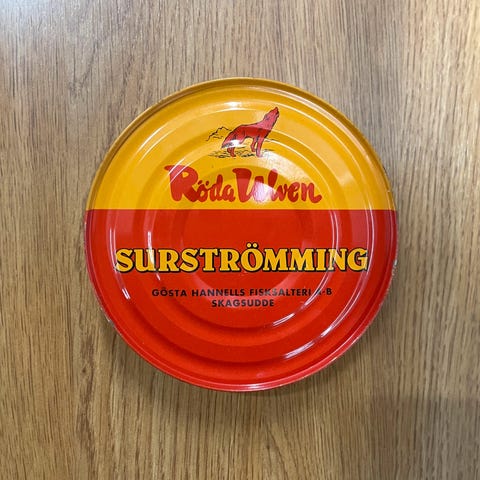 Röda Ulven
SURSTRÖMMING
GÖSTA HANNELLS FISKSALTERI A-B
SKAGSUDDE